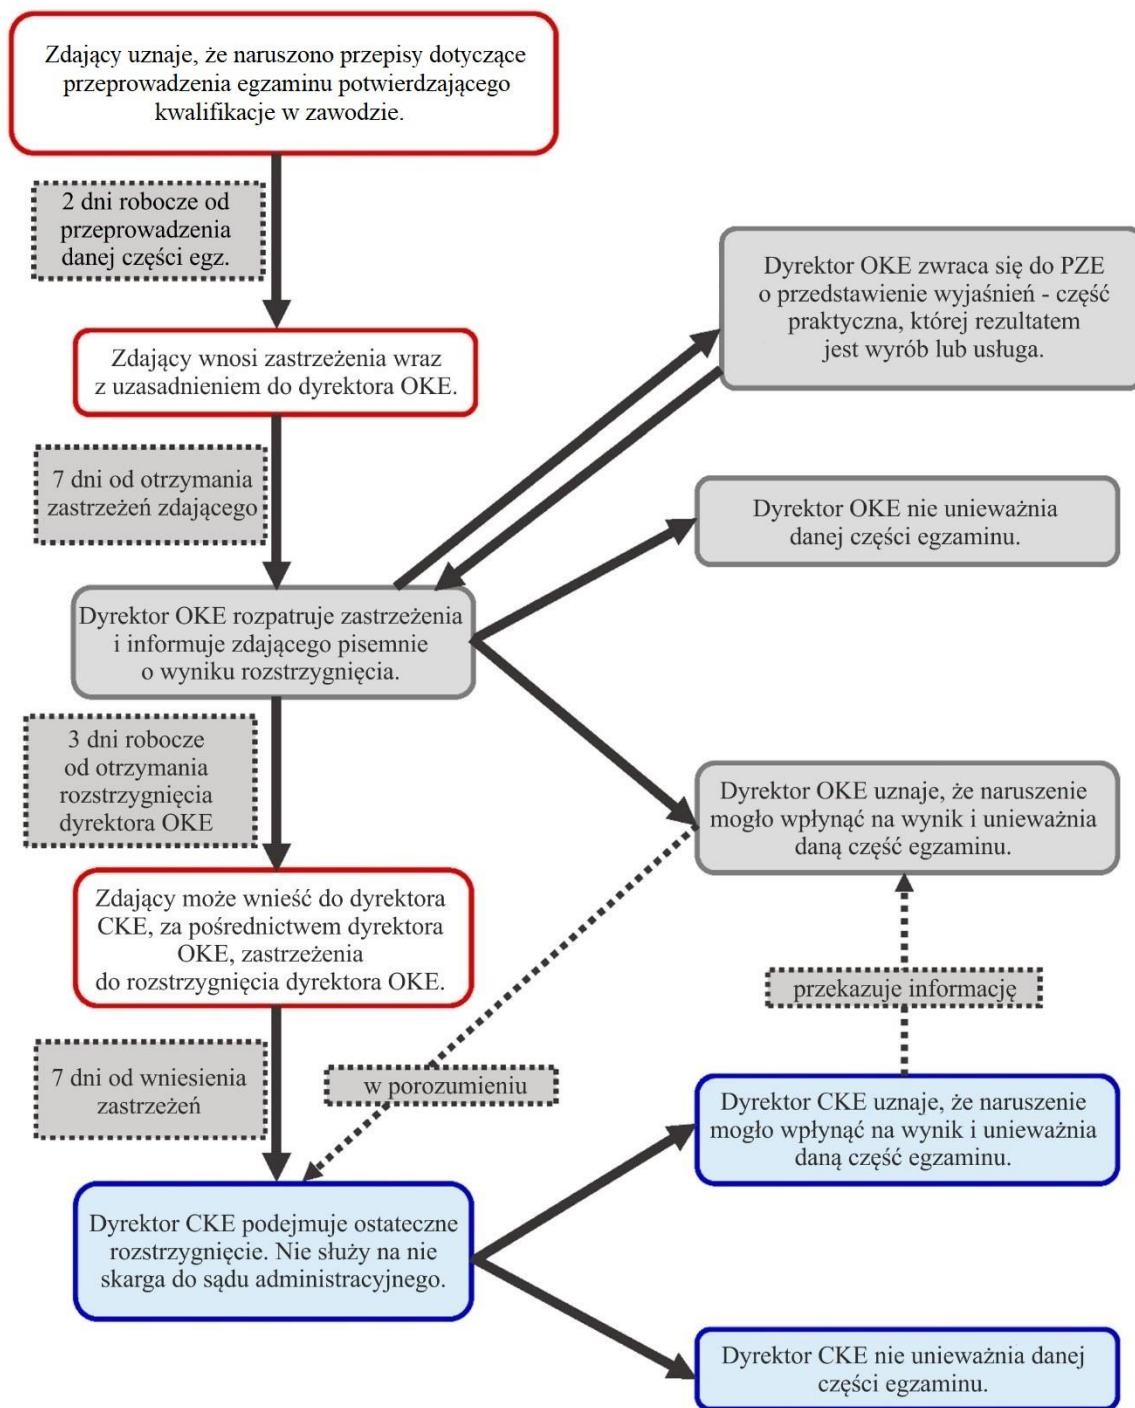 Zdający uznaje, że naruszono przepisy dotyczące
przeprowadzenia egzaminu potwierdzającego
kwalifikacje w zawodzie.
2 dni robocze od
przeprowadzenia
danej części egz.
Dyrektor OKE zwraca się do PZE
o przedstawienie wyjaśnień - część
praktyczna, której rezultatem
jest wyrób lub usługa.
Zdający wnosi zastrzeżenia wraz
z uzasadnieniem do dyrektora OKE.
7 dni od otrzymania
zastrzeżeń zdającego
Dyrektor OKE nie unieważnia
danej części egzaminu.
Dyrektor OKE rozpatruje zastrzeżenia
i informuje zdającego pisemnie
o wyniku rozstrzygnięcia.
3 dni robocze
od otrzymania
rozstrzygnięcia
dyrektora OKE
Dyrektor OKE uznaje, że naruszenie
mogło wpłynąć na wynik i unieważnia
daną część egzaminu.
Zdający może wnieść do dyrektora
CKE, za pośrednictwem dyrektora
OKE, zastrzeżenia
do rozstrzygnięcia dyrektora OKE.
przekazuje informację
7 dni od wniesienia
zastrzeżeń
w porozumieniu
Dyrektor CKE uznaje, że naruszenie
mogło wpłynąć na wynik i unieważnia
daną część egzaminu.
Dyrektor CKE podejmuje ostateczne
rozstrzygnięcie. Nie służy na nie
skarga do sądu administracyjnego.
Dyrektor CKE nie unieważnia danej
części egzaminu.